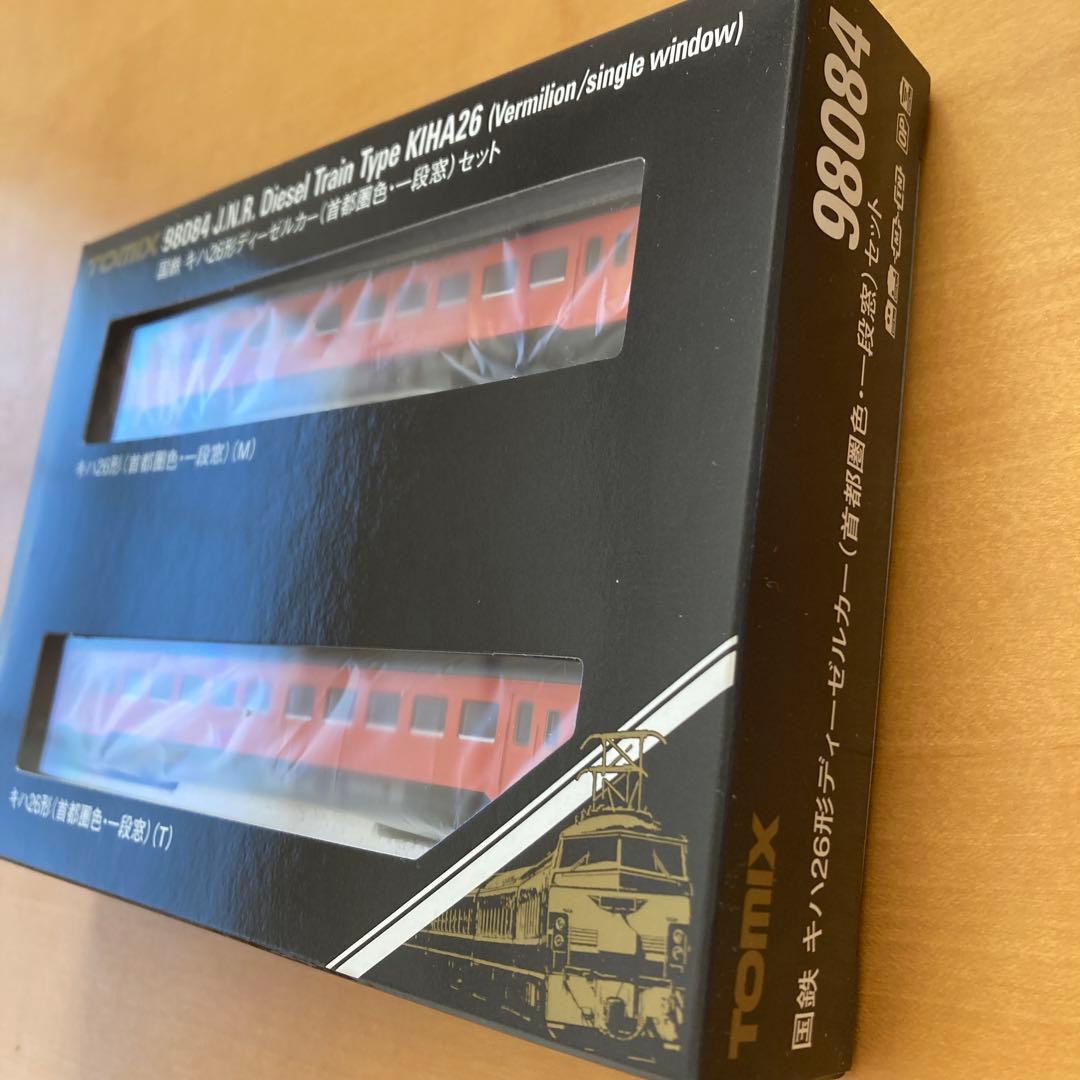 TOMIX 98084 J.N.R. Diesel Train Type KIHA26 (Vermilion/single window)
国鉄 キハ26形ディーゼルカー(首都圏色・一段窓)セット
キハ26形(首都圏色・一段窓)(M)
キハ26形(首都圏色・一段窓)(T)
98084
国鉄 キハ26形ディーゼルカー(首都圏色・一段窓)セット
TOMIX